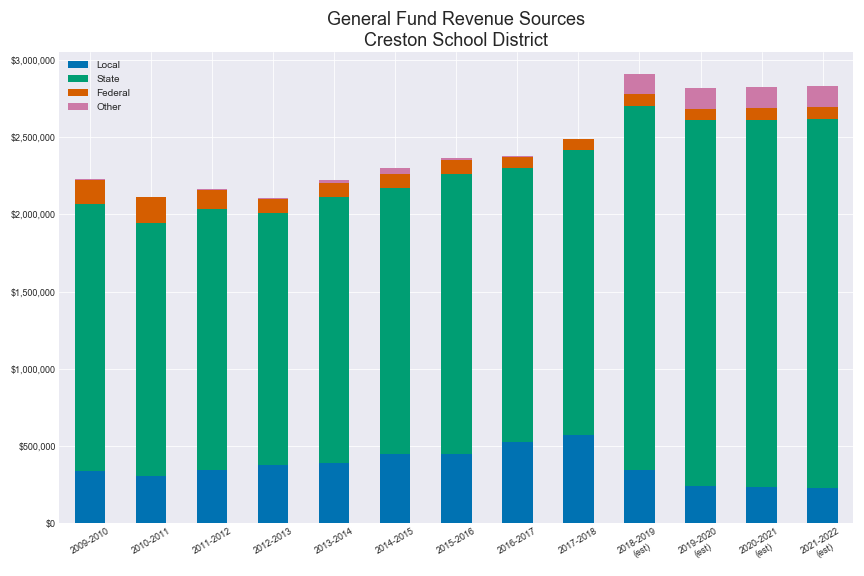 General Fund Revenue Sources
Creston School District
Local
State
Federal
Other
$3,000,000
$2,500,000
$2,000,000
$1,500,000
$1,000,000
$500,000
$0
2009-2010
2010-2011
2011-2012
2012-2013
2013-2014
2014-2015
2015-2016
2016-2017
2017-2018
2018-2019
(est)
2019-2020
(est)
2020-2021
(est)
2021-2022
(est)